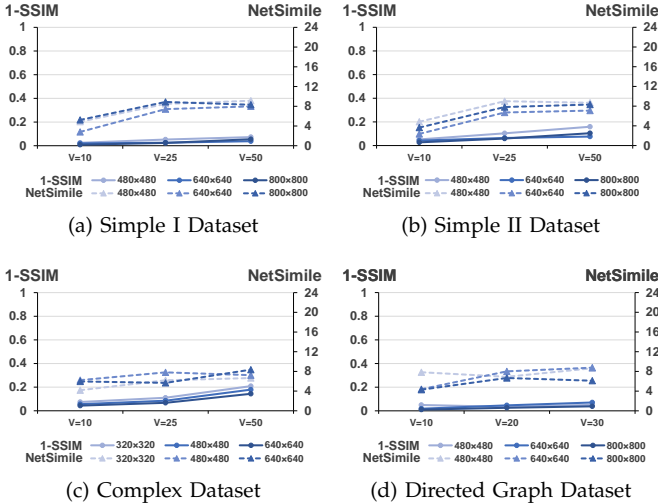 1-SSIM NetSimile 1-SSIM NetSimile
1 24 1 24
0.8 20 0.8 20
0.6 16 0.6 16
0.4 12 0.4 12
0.2 8 0.2 8
0 4 0 4
0 0
V=10 V=25 V=50 V=10 V=25 V=50
1-SSIM 480×480 640×640 800×800 1-SSIM 480×480 640×640 800×800
NetSimile 480×480 640×640 800×800 NetSimile 480×480 640×640 800×800
(a) Simple I Dataset (b) Simple II Dataset
1-SSIM NetSimile 1-SSIM NetSimile
1 24 1 24
0.8 20 0.8 20
0.6 16 0.6 16
0.4 12 0.4 12
0.2 8 0.2 8
0 4 0 4
0 0
V=10 V=25 V=50 V=10 V=20 V=30
1-SSIM 320×320 480×480 640×640 1-SSIM 480×480 640×640 800×800
NetSimile 320×320 480×480 640×640 NetSimile 480×480 640×640 800×800
(c) Complex Dataset (d) Directed Graph Dataset